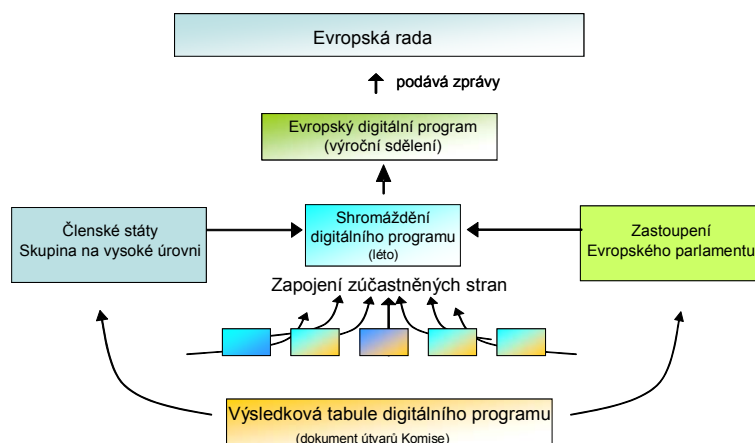 Evropská rada
podává zprávy
Evropský digitální program
(výroční sdělení)
Členské státy
Skupina na vysoké úrovni
Shromáždění
digitálního programu
(léto)
Zastoupení
Evropského parlamentu
Zapojení zúčastněných stran
Výsledková tabule digitálního programu
(dokument útvarů Komise)